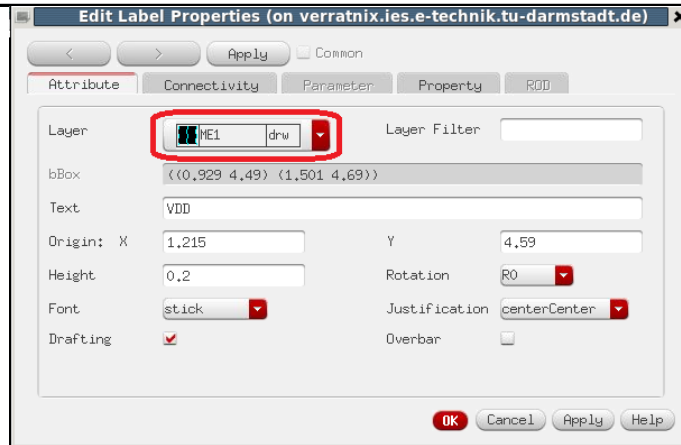 Edit Label Properties (on verratnix.ies.e-technik.tu-darmstadt.de)
< > Apply Common
Attribute Connectivity Parameter Property ROD
Layer ME1 drw Layer Filter
bBox ((0.929 4.49) (1.501 4.69))
Text VDD
Origin: X 1.215 Y 4.59
Height 0.2 Rotation R0
Font stick Justification centerCenter
Drafting Overbar
OK Cancel Apply Help